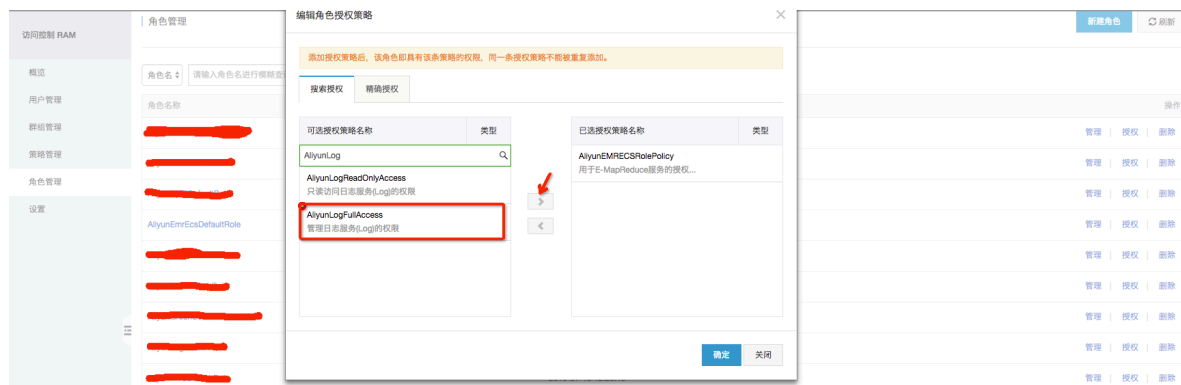 访问控制 RAM
概览
用户管理
群组管理
策略管理
角色管理
设置
角色管理
新建角色 刷新
角色名 请输入角色名进行模糊查
角色名称 操作
管理 | 授权 | 删除
管理 | 授权 | 删除
管理 | 授权 | 删除
AliyunEmrEcsDefaultRole 管理 | 授权 | 删除
管理 | 授权 | 删除
管理 | 授权 | 删除
管理 | 授权 | 删除
管理 | 授权 | 删除
管理 | 授权 | 删除
编辑角色授权策略
添加授权策略后，该角色即具有该条策略的权限，同一条授权策略不能被重复添加。
搜索授权 精确授权
可选授权策略名称 类型
AliyunLog
AliyunLogReadOnlyAccess
只读访问日志服务(Log)的权限
AliyunLogFullAccess
管理日志服务(Log)的权限
已选授权策略名称 类型
AliyunEMRECSRolePolicy
用于E-MapReduce服务的授权...
确定 关闭